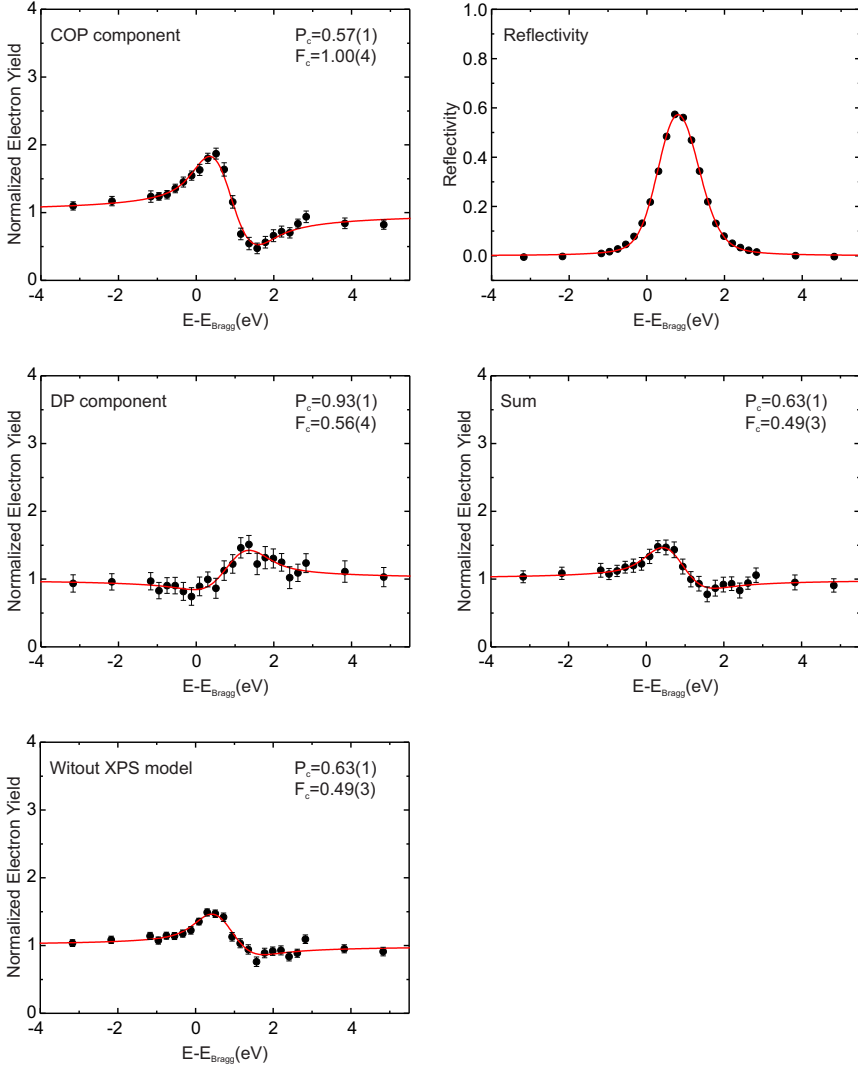 COP component
P_c=0.57(1)
F_c=1.00(4)
Normalized Electron Yield
4
3
2
1
0
-4 -2 0 2 4
E-E_Bragg(eV)
Reflectivity
Reflectivity
1.0
0.8
0.6
0.4
0.2
0.0
-4 -2 0 2 4
E-E_Bragg(eV)
DP component
P_c=0.93(1)
F_c=0.56(4)
Normalized Electron Yield
4
3
2
1
0
-4 -2 0 2 4
E-E_Bragg(eV)
Sum
P_c=0.63(1)
F_c=0.49(3)
Normalized Electron Yield
4
3
2
1
0
-4 -2 0 2 4
E-E_Bragg(eV)
Witout XPS model
P_c=0.63(1)
F_c=0.49(3)
Normalized Electron Yield
4
3
2
1
0
-4 -2 0 2 4
E-E_Bragg(eV)